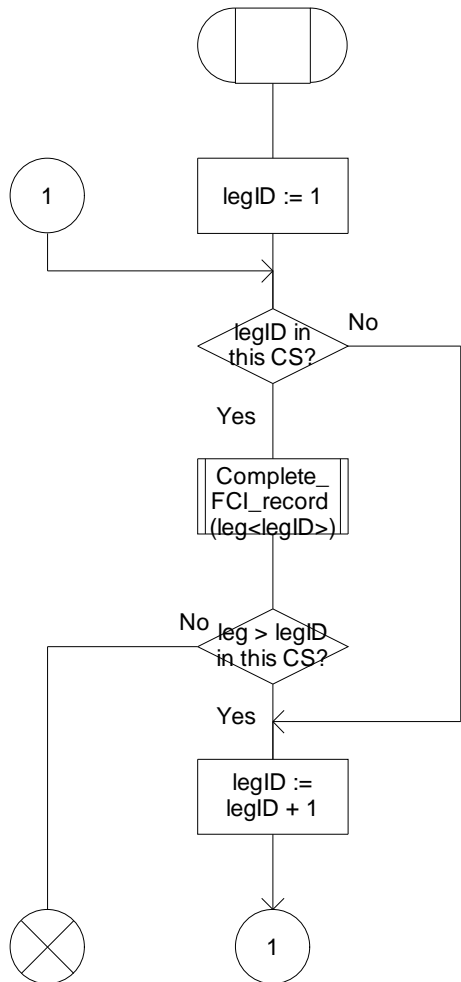 1
legID := 1
legID in
this CS?
No
Yes
Complete_
FCI_record
(leg<legID>)
No
leg > legID
in this CS?
Yes
legID :=
legID + 1
1